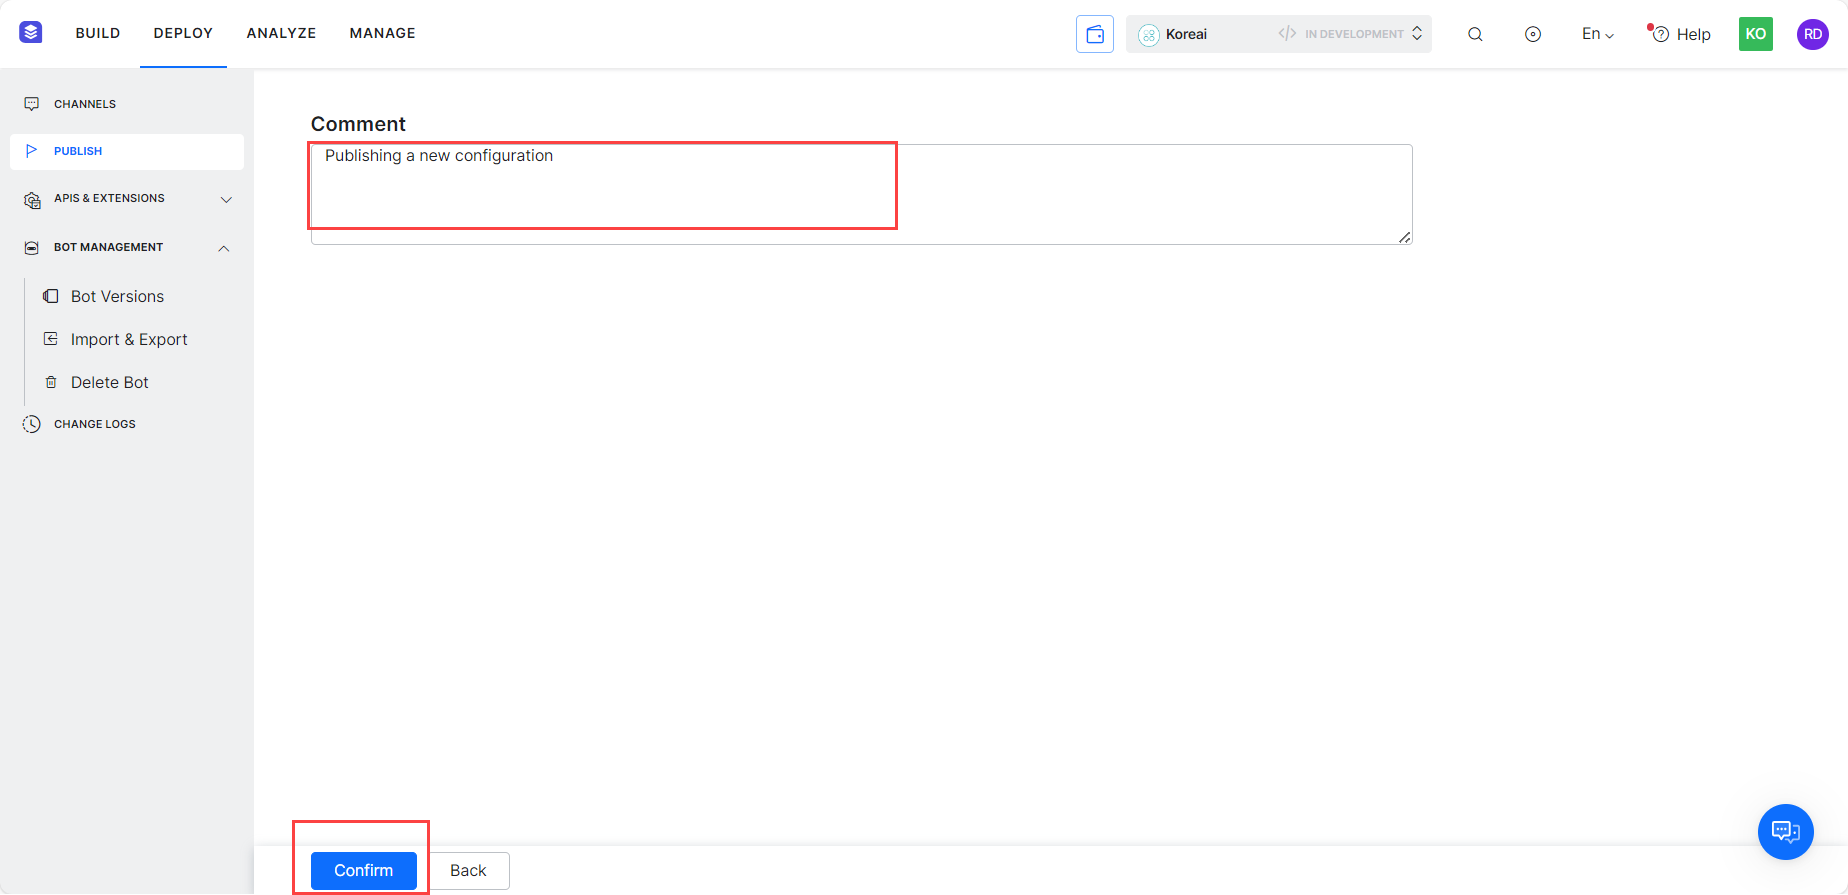 BUILD DEPLOY ANALYZE MANAGE Koreai </> IN DEVELOPMENT En Help KO RD
CHANNELS
PUBLISH
APIS & EXTENSIONS
BOT MANAGEMENT
Bot Versions
Import & Export
Delete Bot
CHANGE LOGS
Comment
Publishing a new configuration
Confirm Back